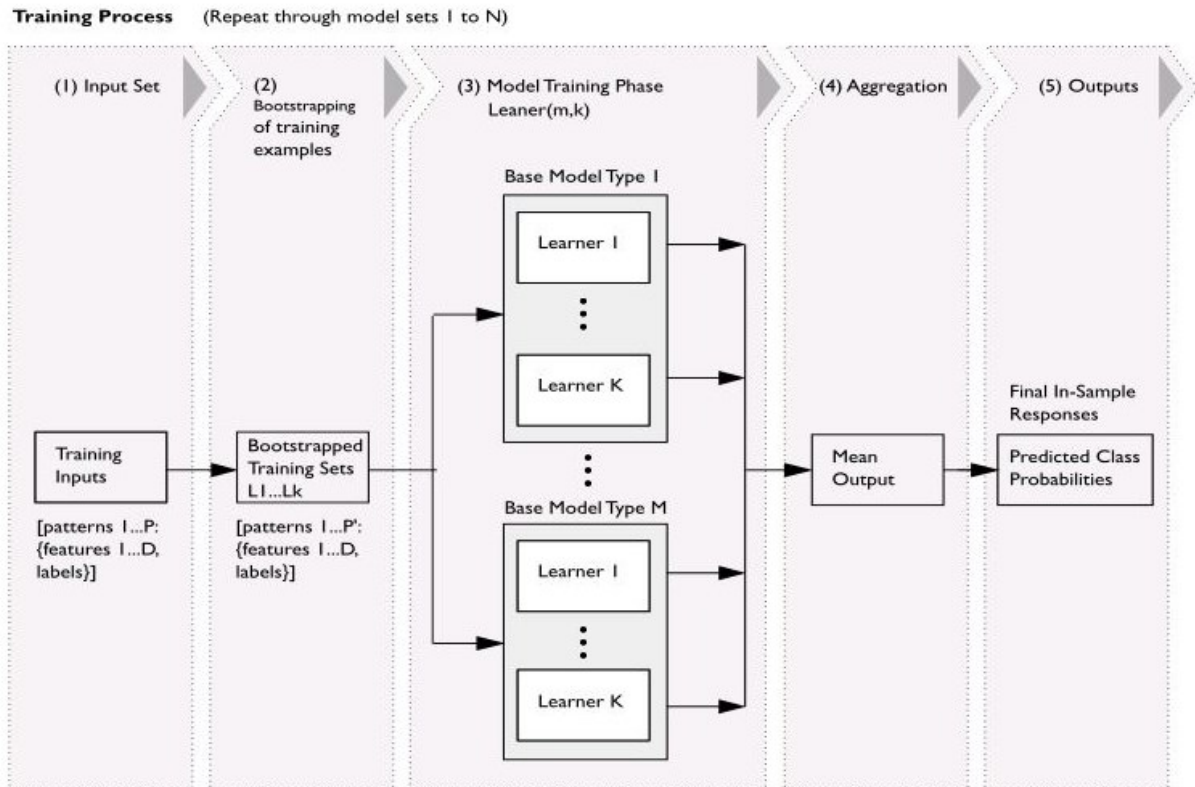 Training Process (Repeat through model sets 1 to N)
(1) Input Set
(2)
Bootstrapping
of training
examples
(3) Model Training Phase
Leaner(m,k)
(4) Aggregation
(5) Outputs
Base Model Type 1
Learner 1
Learner K
Base Model Type M
Learner 1
Learner K
Training
Inputs
[patterns 1...P:
{features 1...D,
labels}]
Bootstrapped
Training Sets
L1...Lk
[patterns 1...P':
{features 1...D,
labels}]
Mean
Output
Final In-Sample
Responses
Predicted Class
Probabilities